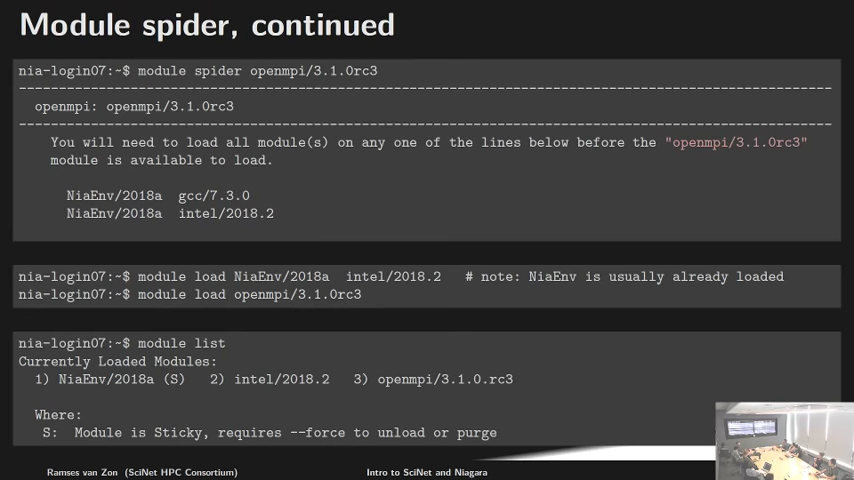 Module spider, continued
nia-login07:~$ module spider openmpi/3.1.0rc3
--------------------------------------------------------------------------------------------------
openmpi: openmpi/3.1.0rc3
--------------------------------------------------------------------------------------------------
You will need to load all module(s) on any one of the lines below before the "openmpi/3.1.0rc3"
module is available to load.
NiaEnv/2018a gcc/7.3.0
NiaEnv/2018a intel/2018.2
nia-login07:~$ module load NiaEnv/2018a intel/2018.2 # note: NiaEnv is usually already loaded
nia-login07:~$ module load openmpi/3.1.0rc3
nia-login07:~$ module list
Currently Loaded Modules:
1) NiaEnv/2018a (S) 2) intel/2018.2 3) openmpi/3.1.0.rc3
Where:
S: Module is Sticky, requires --force to unload or purge
Ramses van Zon (SciNet HPC Consortium) Intro to SciNet and Niagara